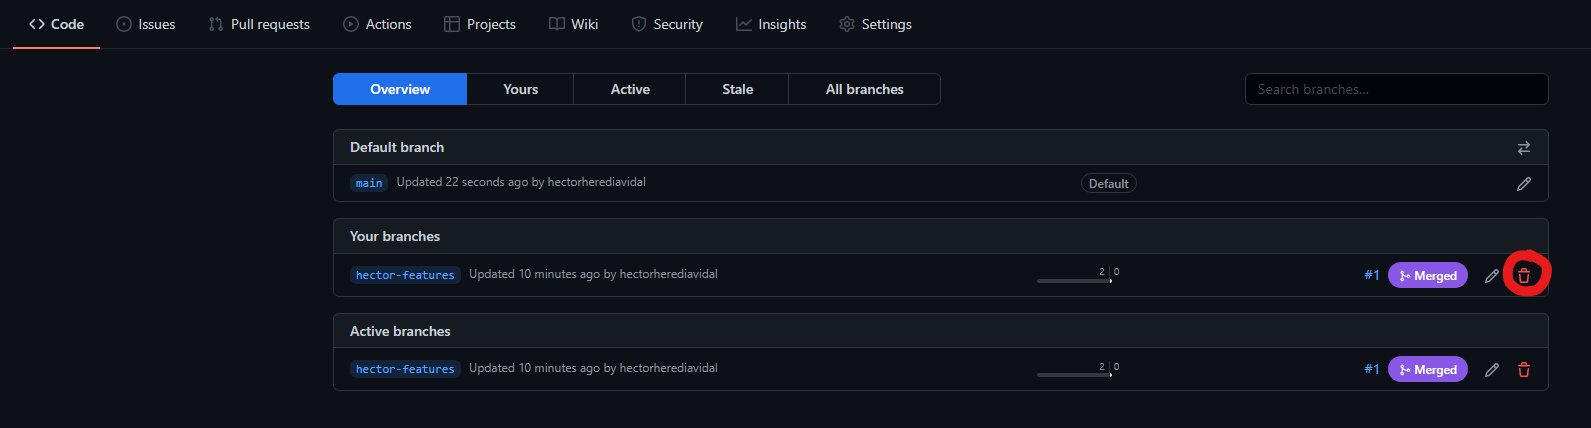 Code Issues Pull requests Actions Projects Wiki Security Insights Settings
Overview Yours Active Stale All branches Search branches...
Default branch
main Updated 22 seconds ago by hectorherediavidal Default
Your branches
hector-features Updated 10 minutes ago by hectorherediavidal 2 0 #1 Merged
Active branches
hector-features Updated 10 minutes ago by hectorherediavidal 2 0 #1 Merged